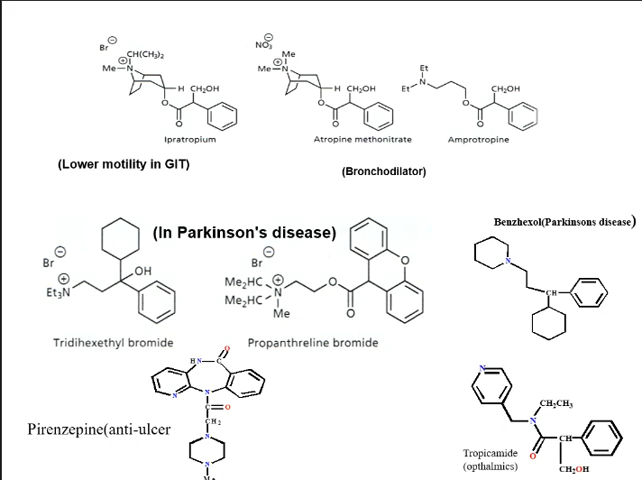 Br⊖
CH(CH₃)₂
Me N⊕
H CH₂OH
O
O
Ipratropium
NO₃⊖
Me
Me N⊕
H CH₂OH
O
O
Atropine methonitrate
Et
Et N
CH₂OH
O
O
Amprotropine
(Lower motility in GIT)
(Bronchodilator)
(In Parkinson's disease)
Benzhexol(Parkinsons disease)
Br⊖
OH
⊕
Et₃N
Tridihexethyl bromide
Br⊖
Me₂HC
Me₂HC N⊕
Me
O
O
O
Propanthreline bromide
N
CH
HN C O
N
N
C=O
CH₂
N
N
Pirenzepine(anti-ulcer
N
CH₂CH₃
N
O
CH
CH₂OH
Tropicamide
(opthalmics)